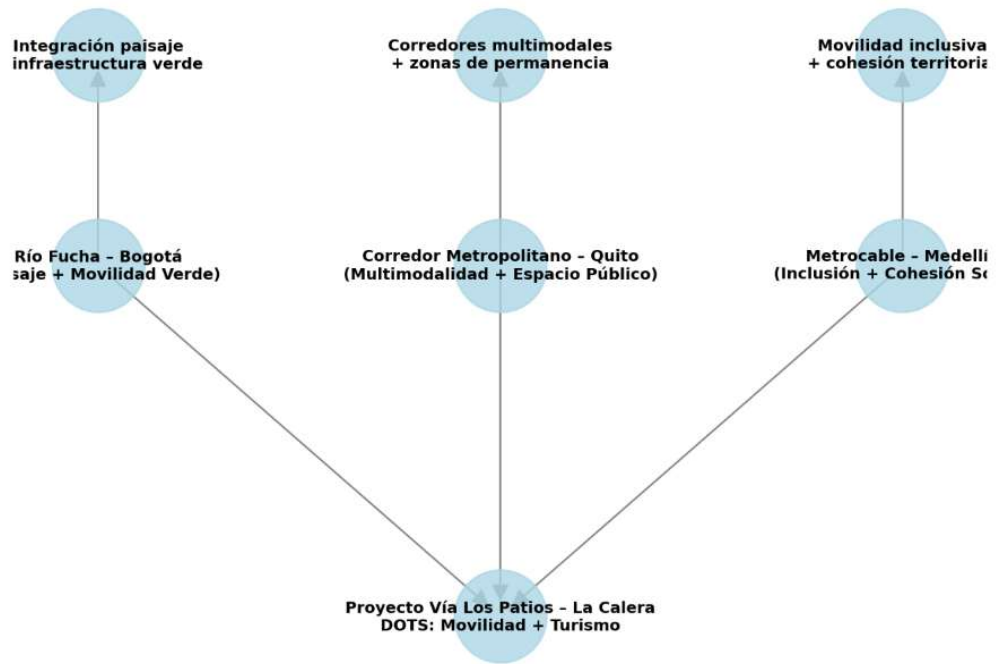 Integración paisaje
infraestructura verde
Corredores multimodales
+ zonas de permanencia
Movilidad inclusiva
+ cohesión territoria
Río Fucha – Bogotá
saje + Movilidad Verde)
Corredor Metropolitano – Quito
(Multimodalidad + Espacio Público)
Metrocable – Medellí
(Inclusión + Cohesión So
Proyecto Vía Los Patios – La Calera
DOTS: Movilidad + Turismo